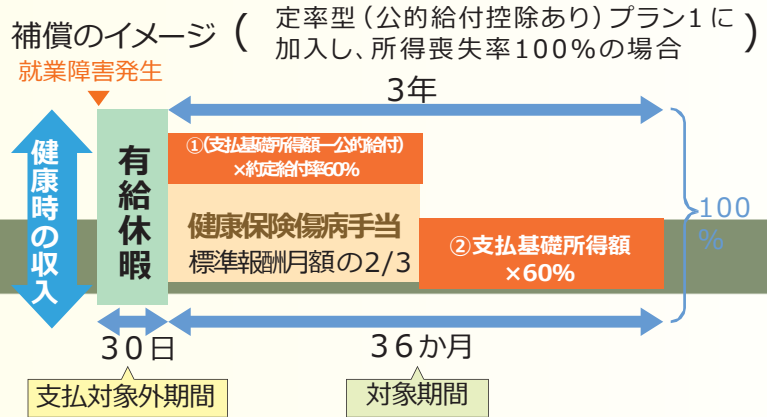 補償のイメージ(定率型(公的給付控除あり)プラン1に
加入し、所得喪失率100%の場合)
就業障害発生
3年
健康時の収入
有給休暇
①(支払基礎所得額ー公的給付)
×約定給付率60%
健康保険傷病手当
標準報酬月額の2/3
②支払基礎所得額
×60%
100
%
30日
36か月
支払対象外期間
対象期間